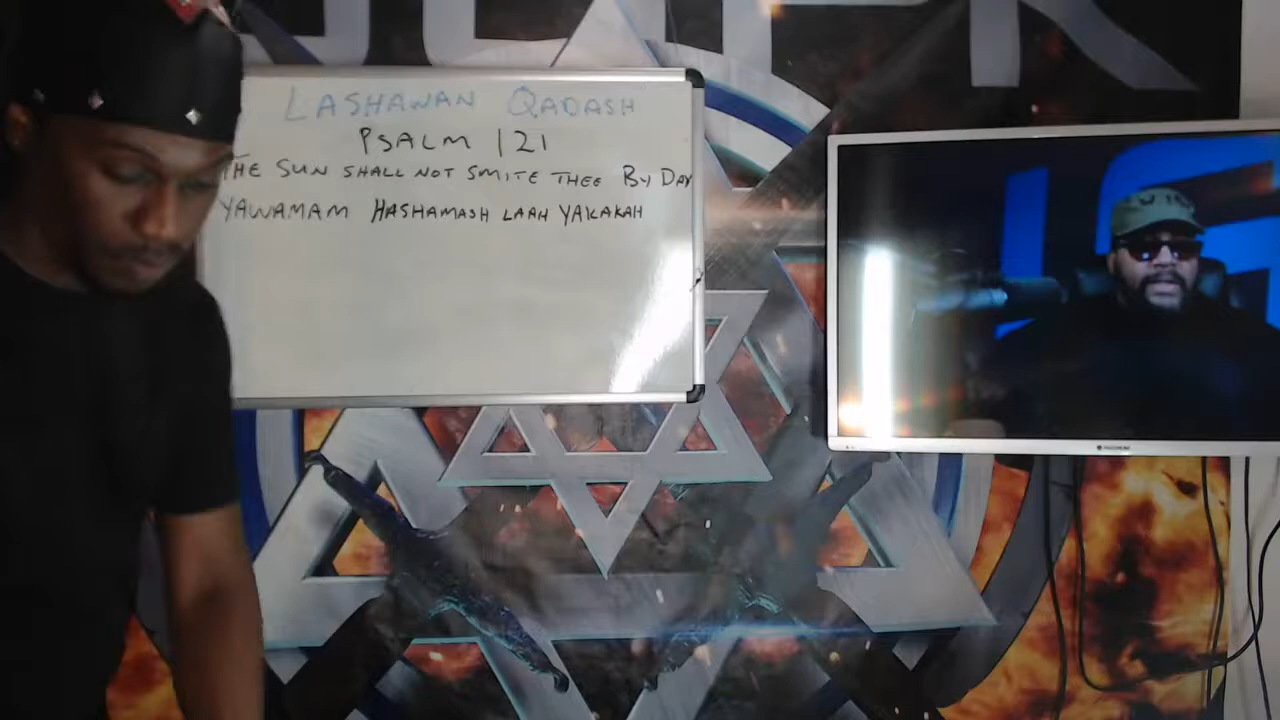 LASHAWAN QADASH
PSALM 121
THE SUN SHALL NOT SMITE THEE BY DAY
YAWAMAM HASHAMASH LAAH YAKAKAH